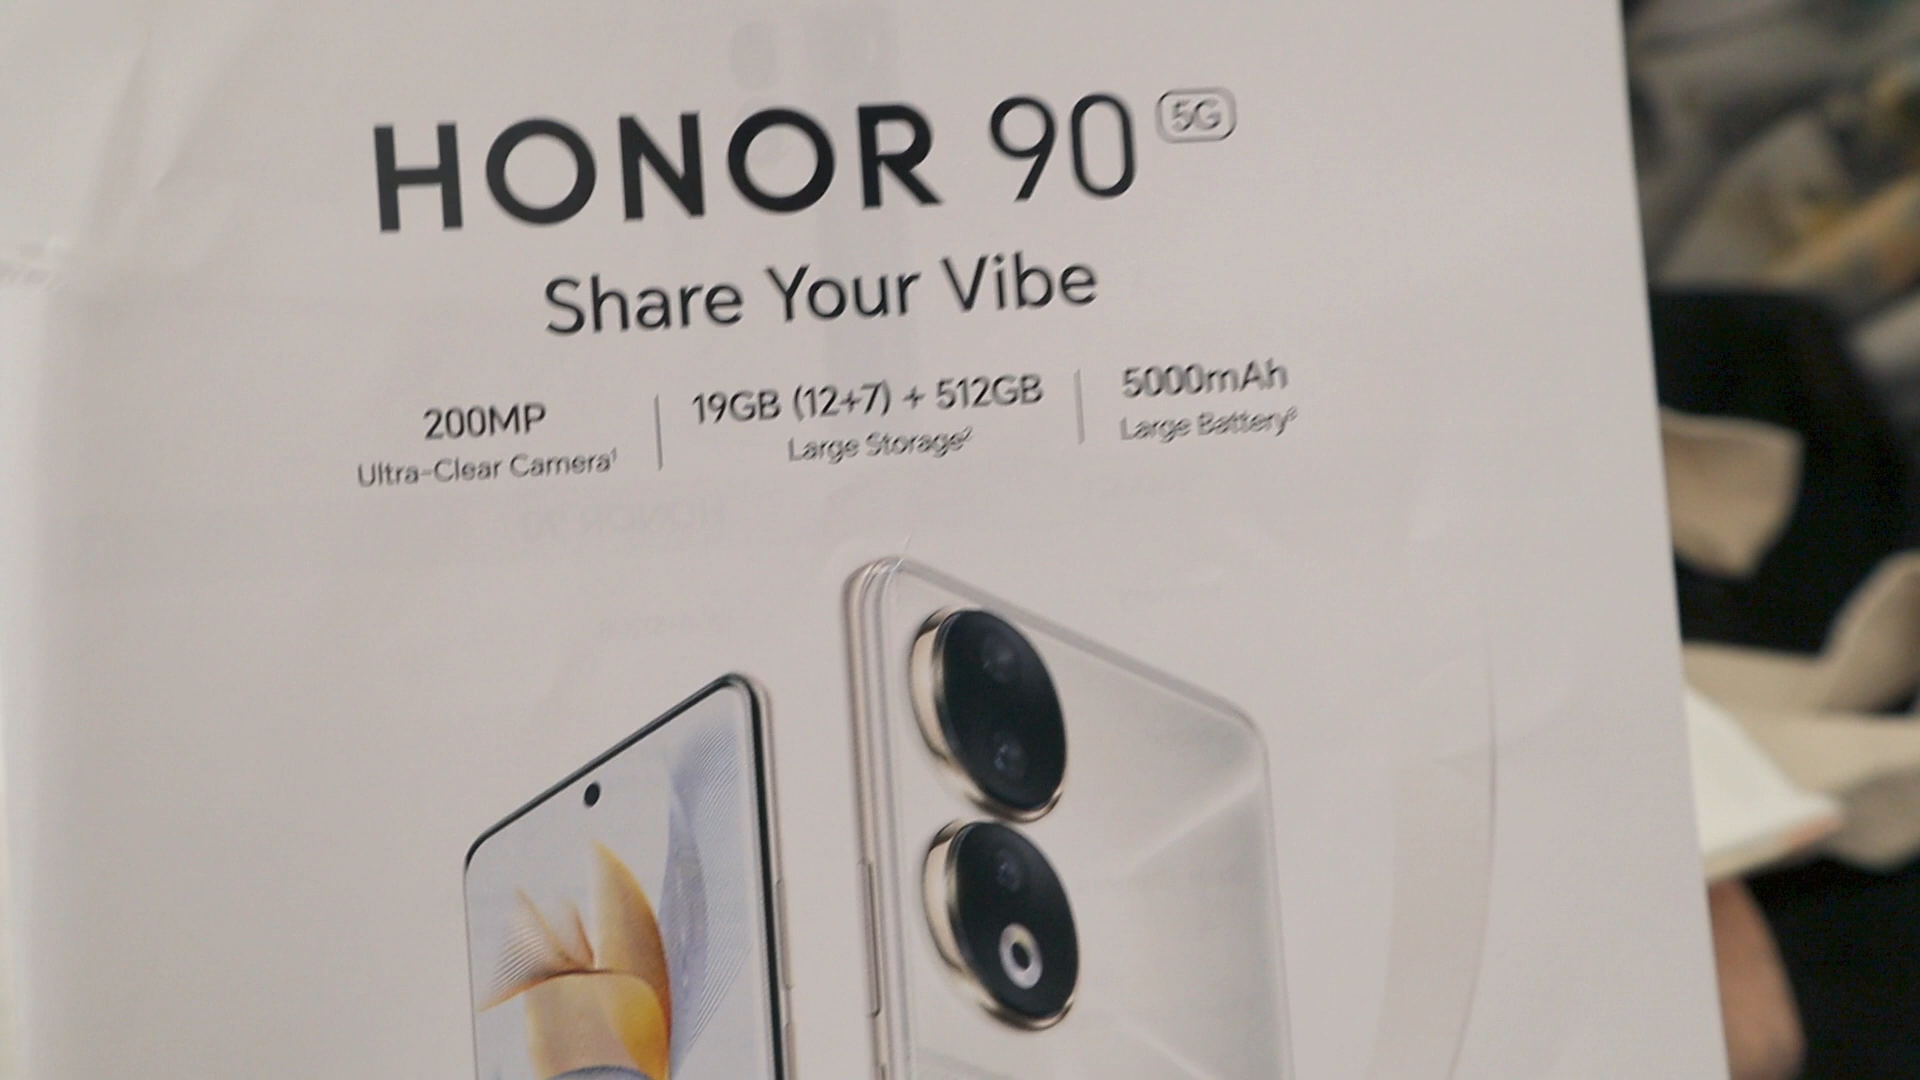 HONOR 90 5G
Share Your Vibe
200MP
Ultra-Clear Camera¹
19GB (12+7) + 512GB
Large Storage²
5000mAh
Large Battery³